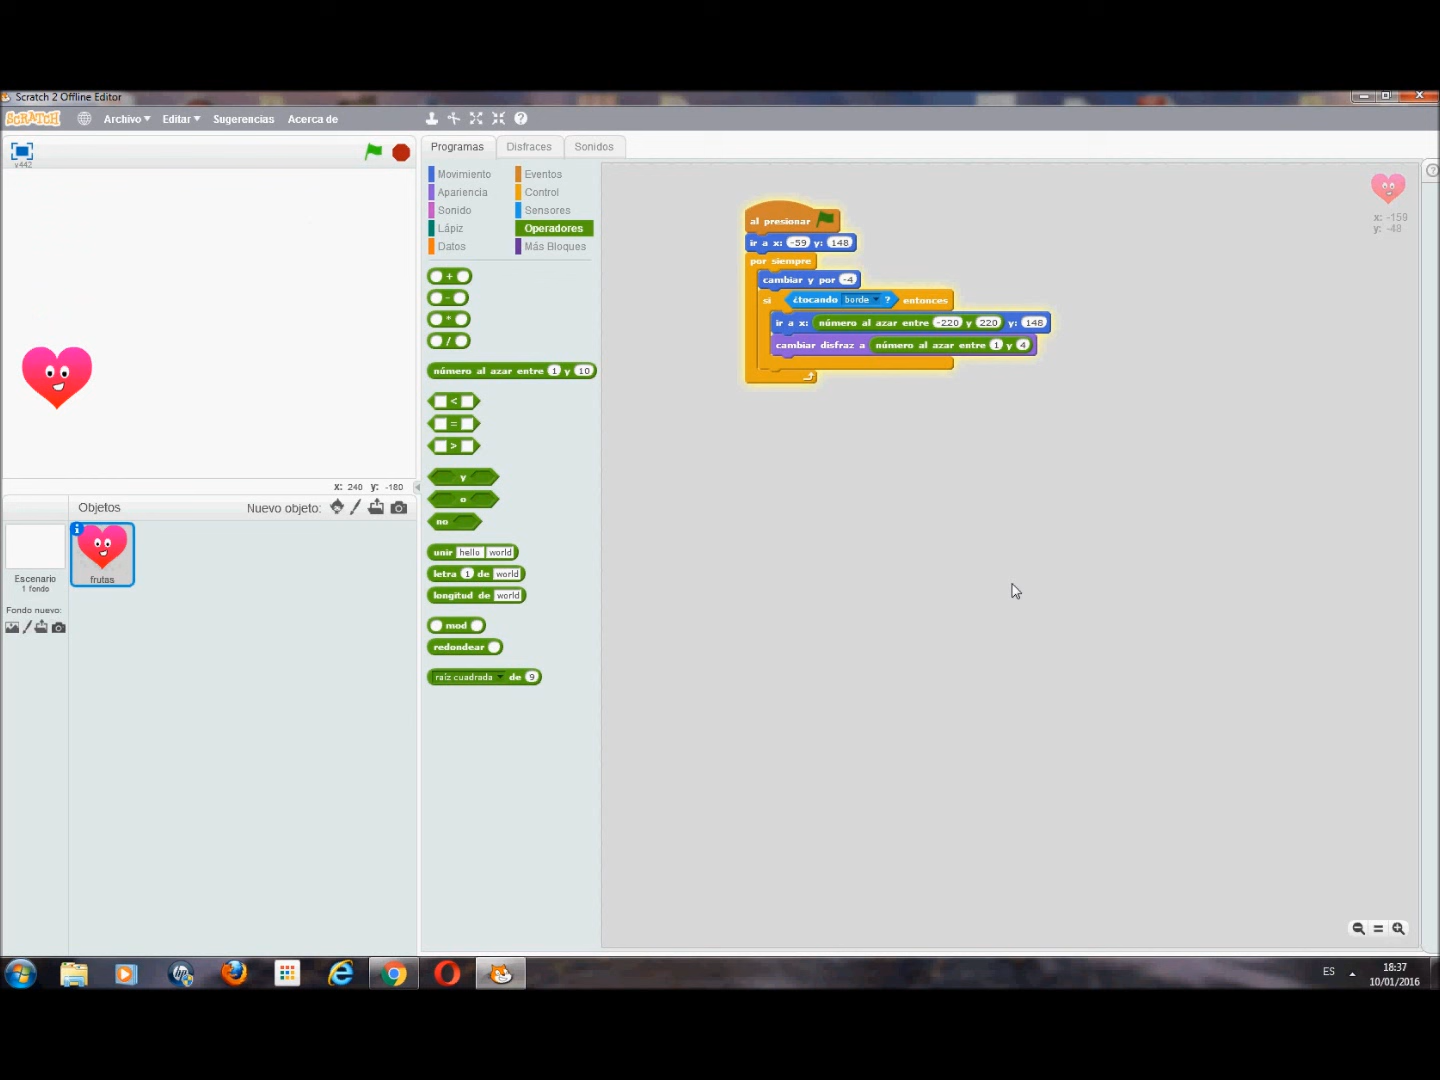 Scratch 2 Offline Editor
SCRATCH Archivo Editar Sugerencias Acerca de
v442
Programas Disfraces Sonidos
Movimiento Eventos
Apariencia Control
Sonido Sensores
Lápiz Operadores
Datos Más Bloques
+
-
*
/
número al azar entre 1 y 10
<
=
>
y
o
no
unir hello world
letra 1 de world
longitud de world
mod
redondear
raíz cuadrada de 9
al presionar
ir a x: -59 y: 148
por siempre
cambiar y por -4
si ¿tocando borde ? entonces
ir a x: número al azar entre -220 y 220 y: 148
cambiar disfraz a número al azar entre 1 y 4
x: -159
y: -48
x: 240 y: -180
Objetos Nuevo objeto:
frutas
Escenario
1 fondo
Fondo nuevo:
ES
18:37
10/01/2016